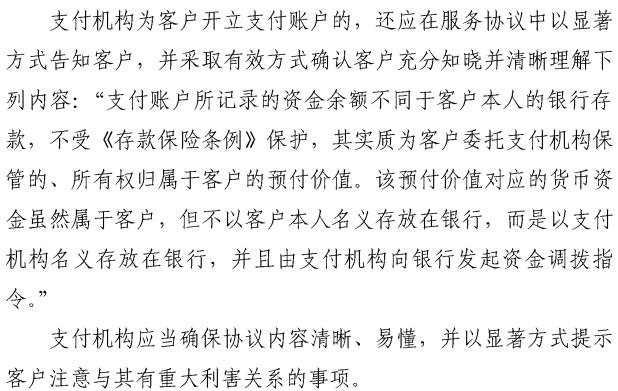 支付机构为客户开立支付账户的，还应在服务协议中以显著
方式告知客户，并采取有效方式确认客户充分知晓并清晰理解下
列内容：“支付账户所记录的资金余额不同于客户本人的银行存
款，不受《存款保险条例》保护，其实质为客户委托支付机构保
管的、所有权归属于客户的预付价值。该预付价值对应的货币资
金虽然属于客户，但不以客户本人名义存放在银行，而是以支付
机构名义存放在银行，并且由支付机构向银行发起资金调拨指
令。”
支付机构应当确保协议内容清晰、易懂，并以显著方式提示
客户注意与其有重大利害关系的事项。